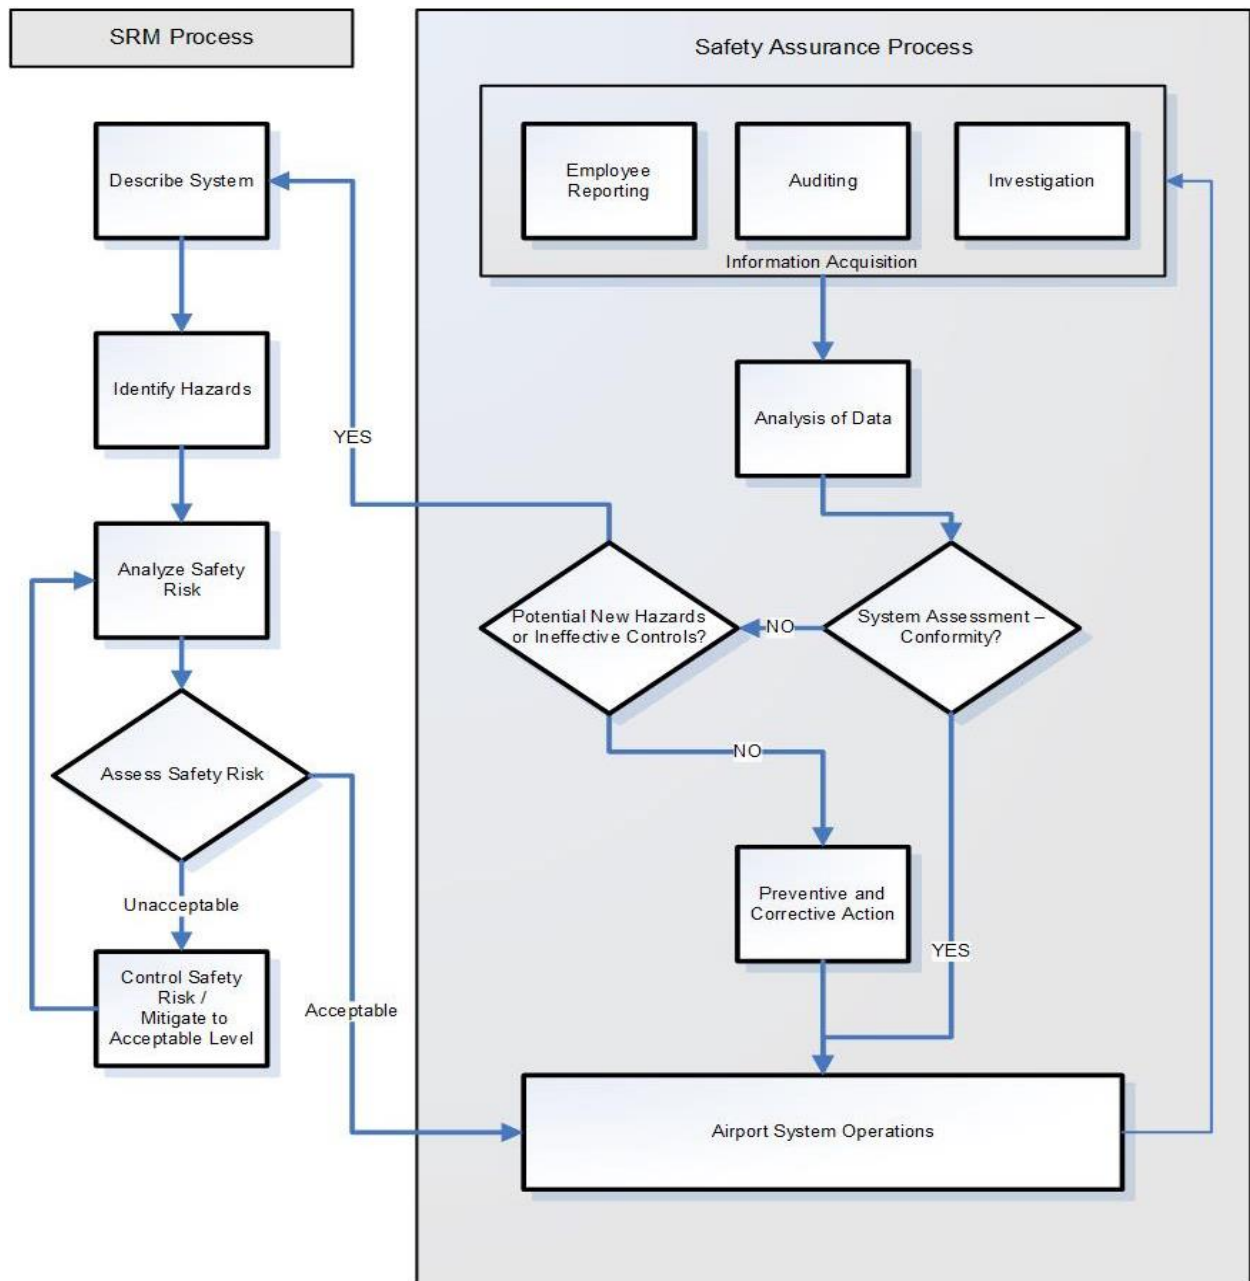 SRM Process
Safety Assurance Process
Describe System
Employee
Reporting
Auditing
Investigation
Information Acquisition
Identify Hazards
Analysis of Data
YES
Analyze Safety
Risk
Potential New Hazards
or Ineffective Controls?
NO
System Assessment –
Conformity?
Assess Safety Risk
NO
Unacceptable
Preventive and
Corrective Action
YES
Control Safety
Risk /
Mitigate to
Acceptable Level
Acceptable
Airport System Operations